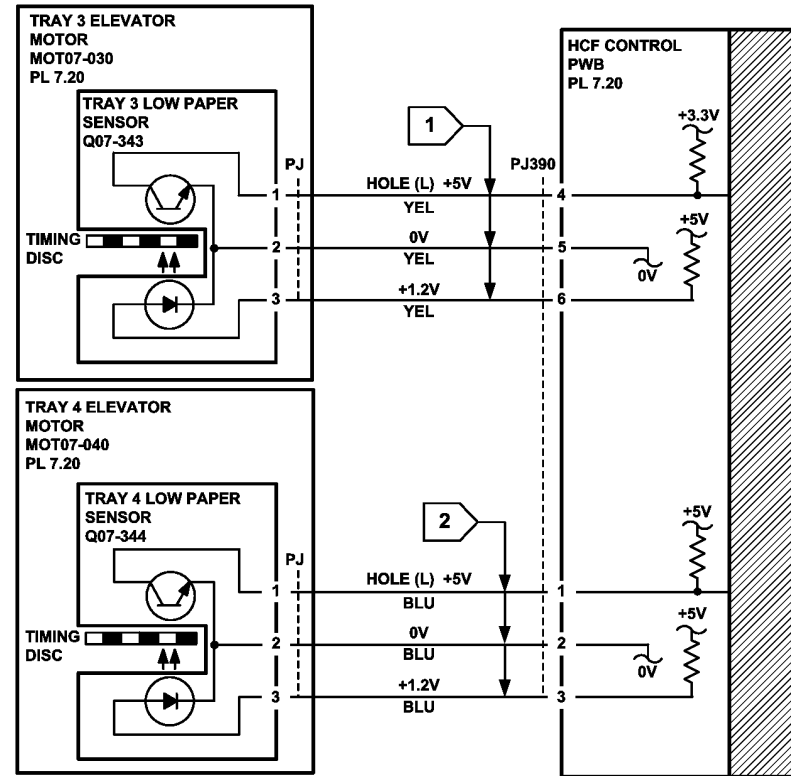 TRAY 3 ELEVATOR
MOTOR
MOT07-030
PL 7.20
TRAY 3 LOW PAPER
SENSOR
Q07-343
TIMING
DISC
PJ
1
2
3
1
HOLE (L) +5V
YEL
0V
YEL
+1.2V
YEL
PJ390
4
5
6
HCF CONTROL
PWB
PL 7.20
+3.3V
+5V
0V
TRAY 4 ELEVATOR
MOTOR
MOT07-040
PL 7.20
TRAY 4 LOW PAPER
SENSOR
Q07-344
TIMING
DISC
PJ
1
2
3
2
HOLE (L) +5V
BLU
0V
BLU
+1.2V
BLU
1
2
3
+5V
+5V
0V